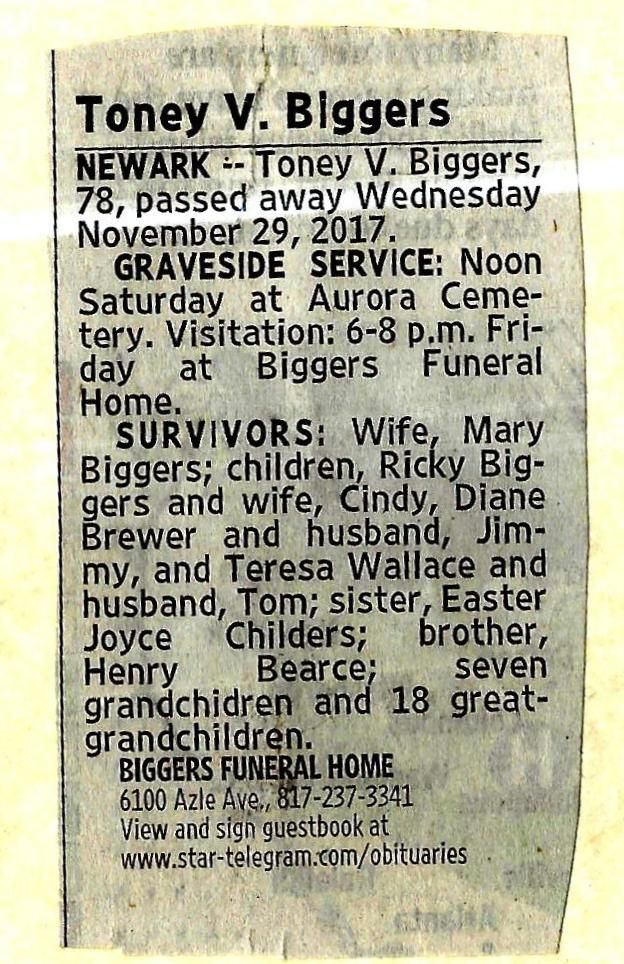 Toney V. Biggers
NEWARK -- Toney V. Biggers,
78, passed away Wednesday
November 29, 2017.
GRAVESIDE SERVICE: Noon
Saturday at Aurora Ceme-
tery. Visitation: 6-8 p.m. Fri-
day at Biggers Funeral
Home.
SURVIVORS: Wife, Mary
Biggers; children, Ricky Big-
gers and wife, Cindy, Diane
Brewer and husband, Jim-
my, and Teresa Wallace and
husband, Tom; sister, Easter
Joyce Childers; brother,
Henry Bearce; seven
grandchidren and 18 great-
grandchildren.
BIGGERS FUNERAL HOME
6100 Azle Ave., 817-237-3341
View and sign guestbook at
www.star-telegram.com/obituaries